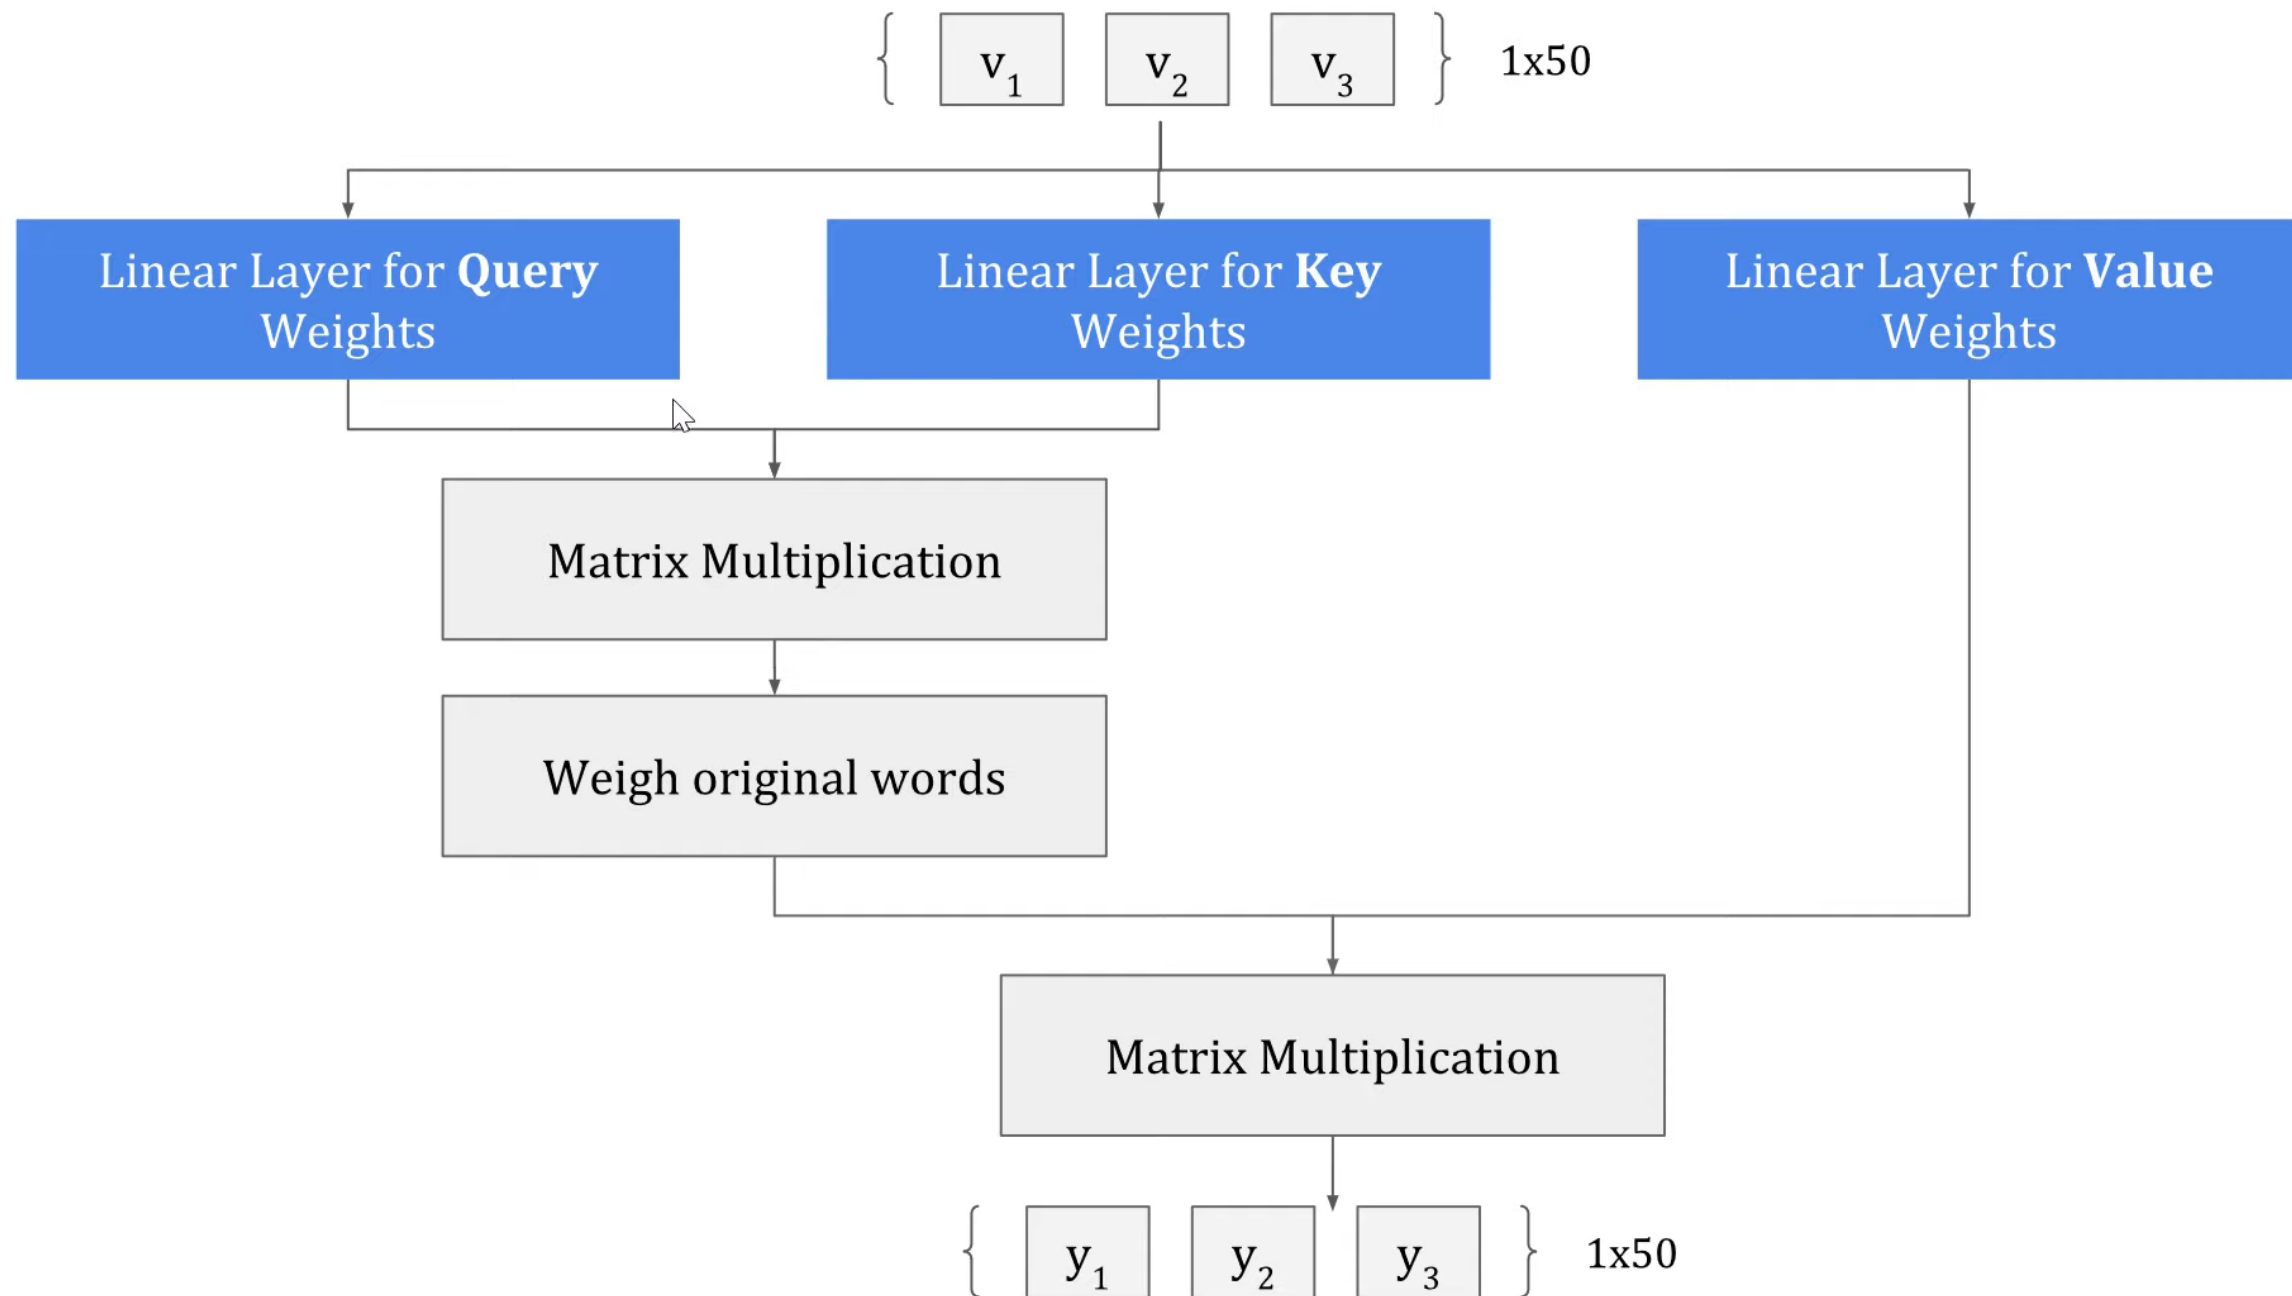 v1 v2 v3 1x50
Linear Layer for Query
Weights
Linear Layer for Key
Weights
Linear Layer for Value
Weights
Matrix Multiplication
Weigh original words
Matrix Multiplication
y1 y2 y3 1x50